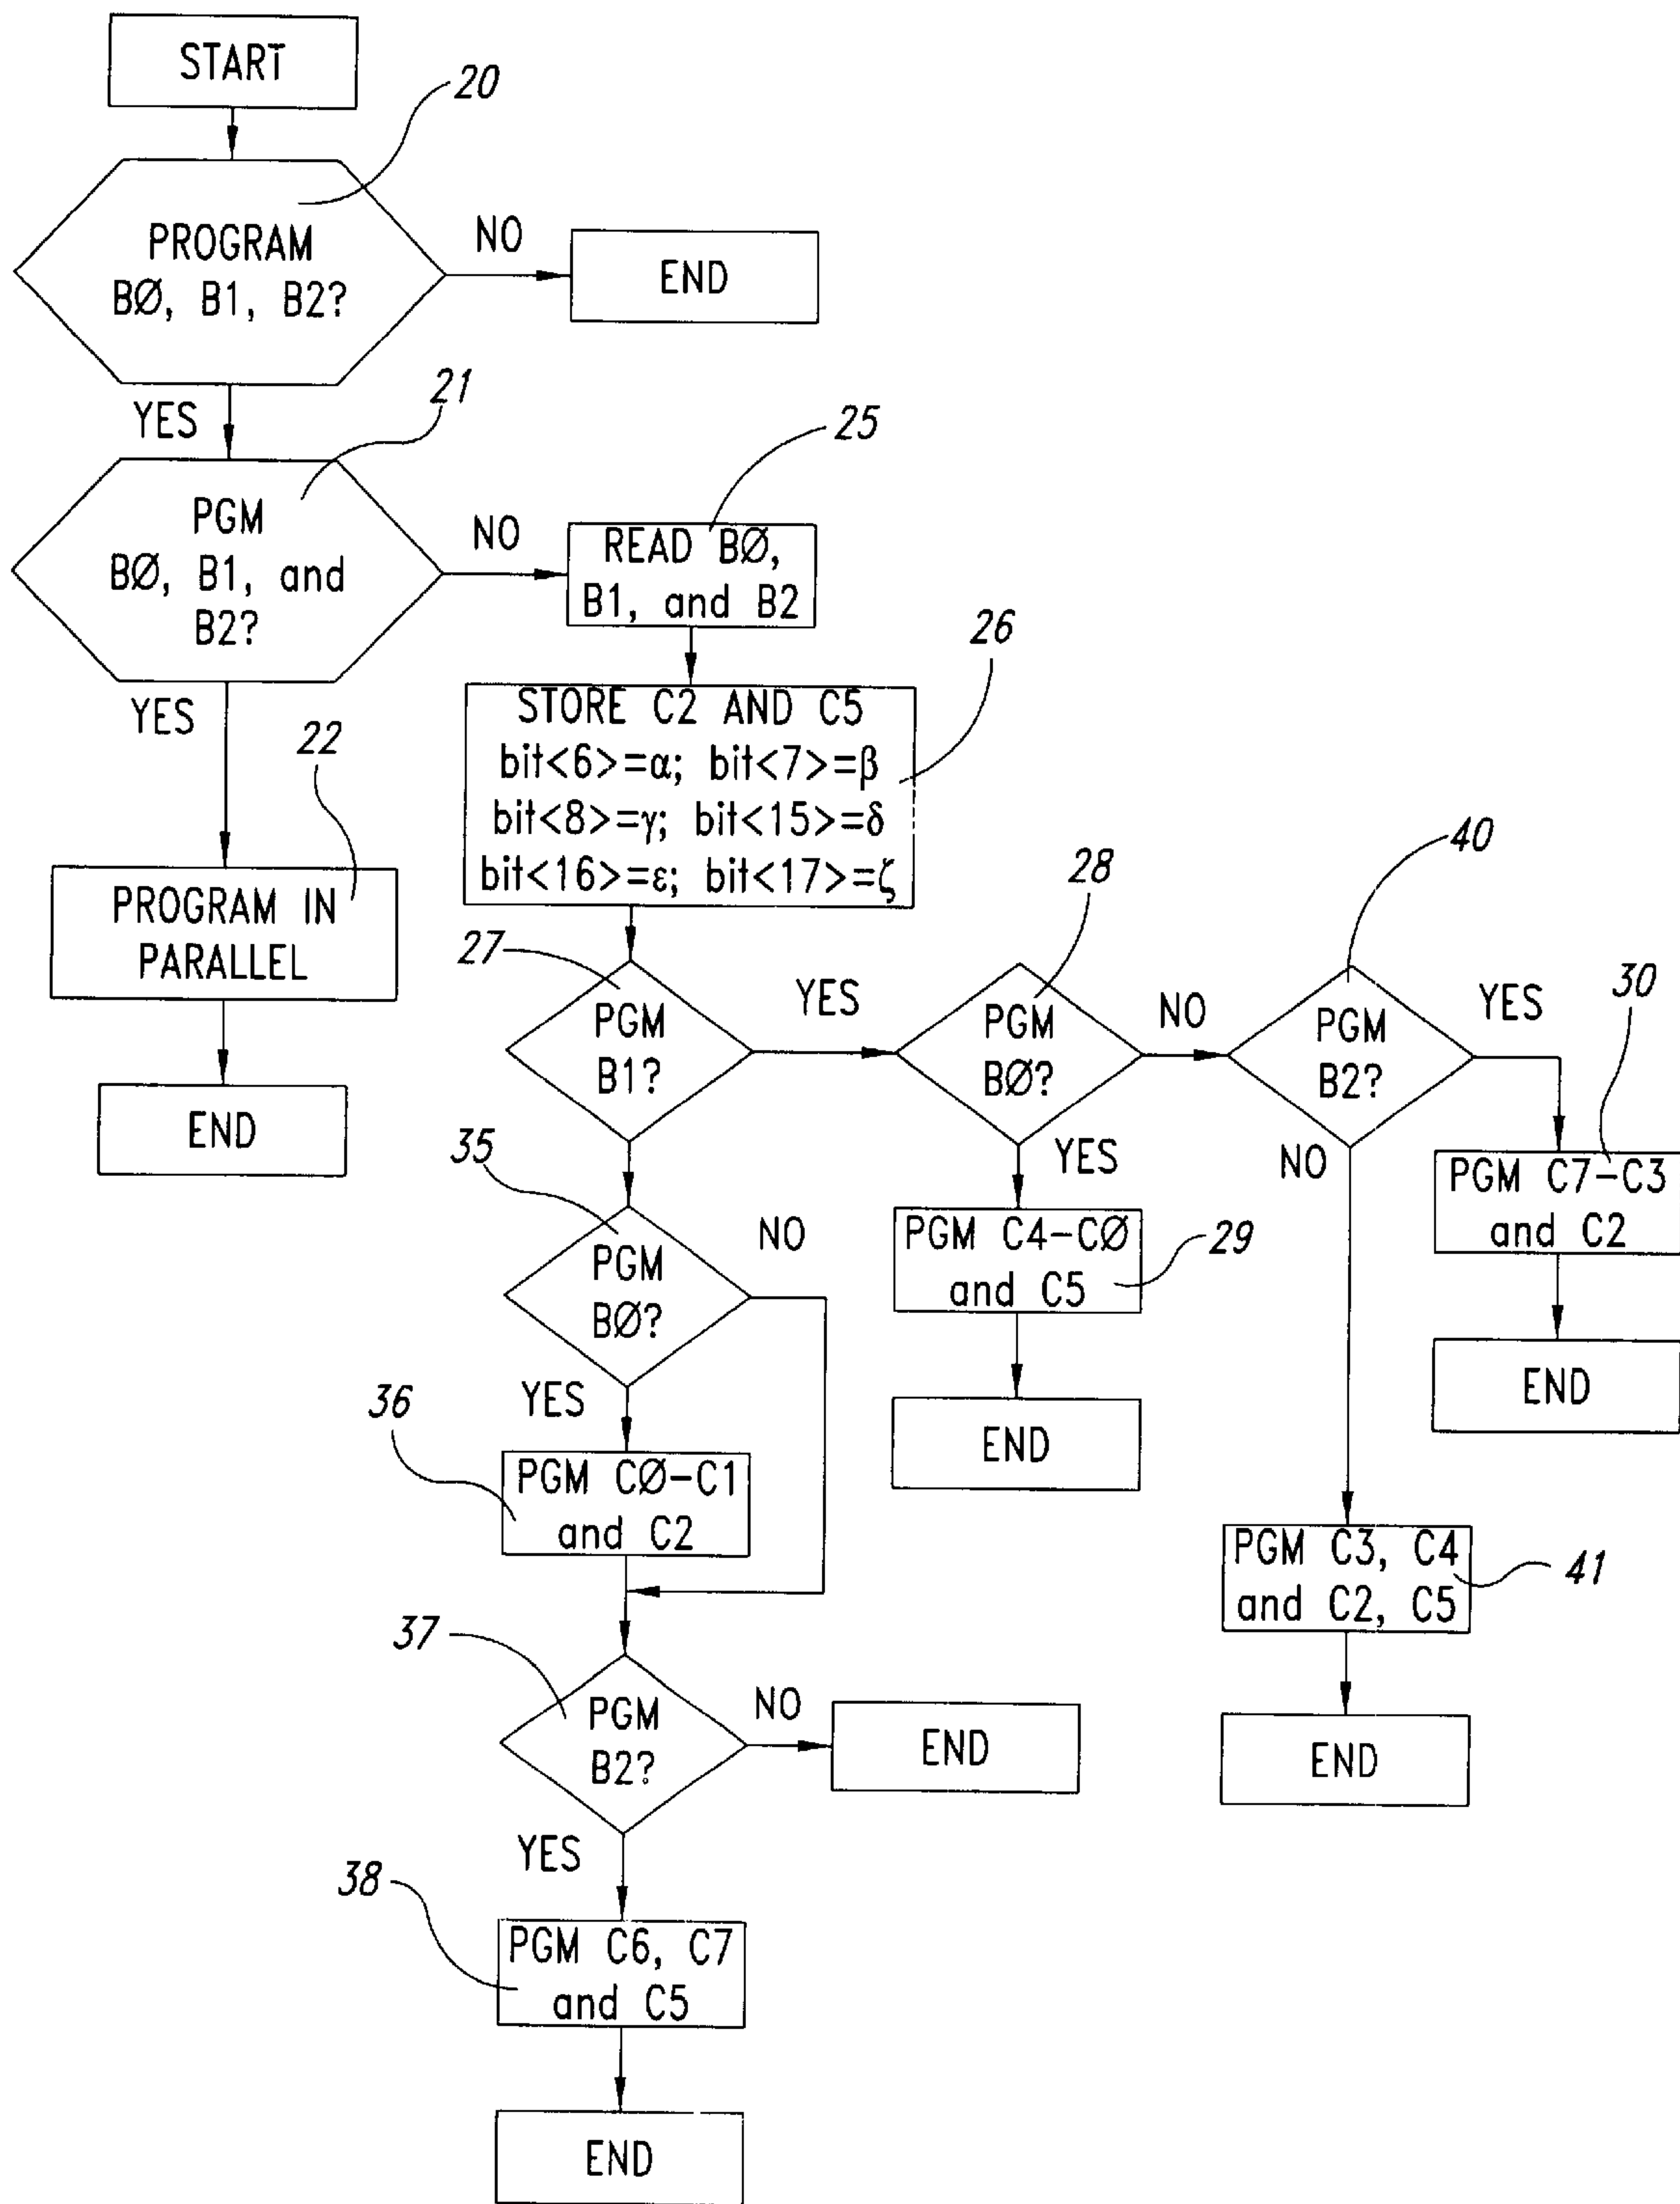 START
20
PROGRAM
BØ, B1, B2?
NO
END
YES
21
PGM
BØ, B1, and
B2?
NO
25
READ BØ,
B1, and B2
YES
26
STORE C2 AND C5
bit<6>=α; bit<7>=β
bit<8>=γ; bit<15>=δ
bit<16>=ε; bit<17>=ζ
22
PROGRAM IN
PARALLEL
END
27
PGM
B1?
YES
28
PGM
BØ?
NO
40
PGM
B2?
YES
30
PGM C7-C3
and C2
END
YES
29
PGM C4-CØ
and C5
END
NO
41
PGM C3, C4
and C2, C5
END
35
PGM
BØ?
NO
YES
36
PGM CØ-C1
and C2
37
PGM
B2?
NO
END
YES
38
PGM C6, C7
and C5
END